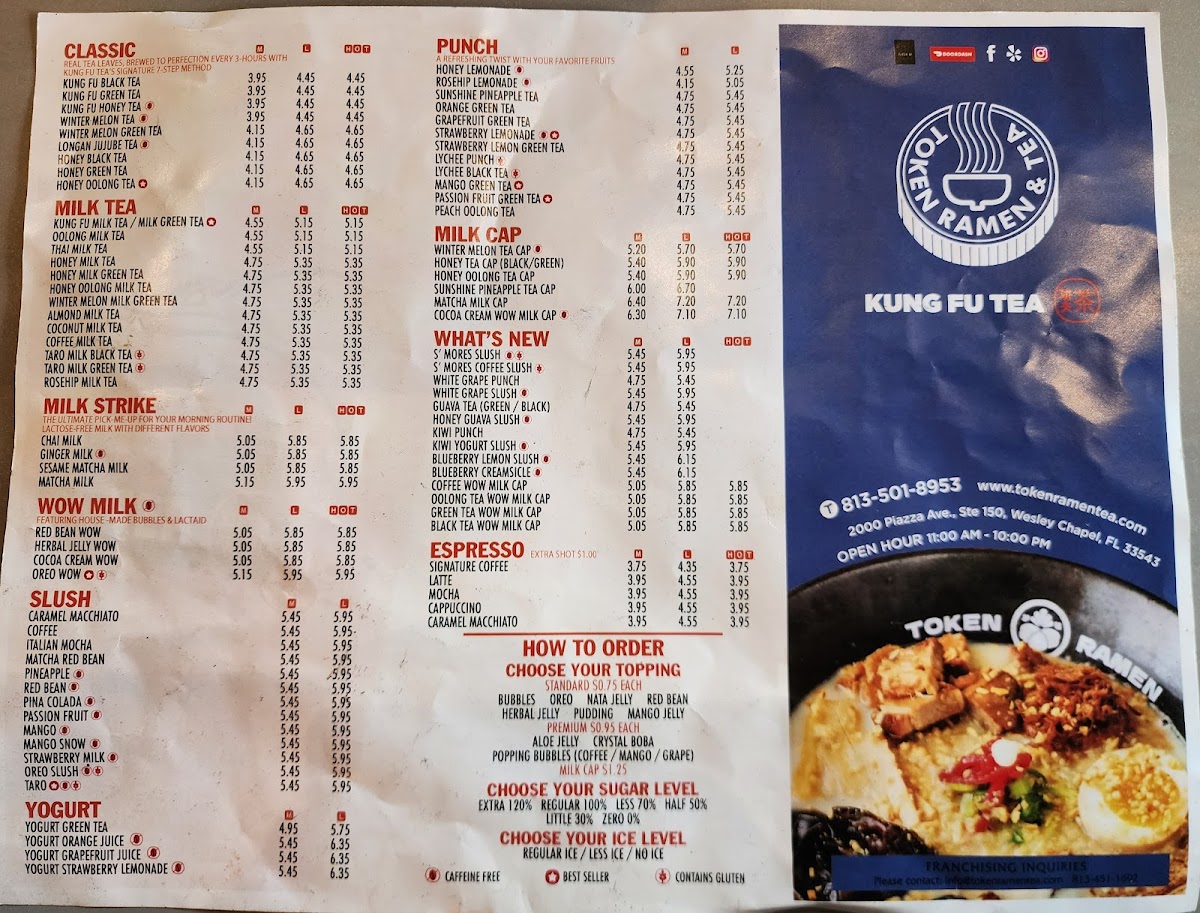 CLASSIC M L HOT
REAL TEA LEAVES, BREWED TO PERFECTION EVERY 3-HOURS WITH
KUNG FU TEA'S SIGNATURE 7-STEP METHOD
KUNG FU BLACK TEA 3.95 4.45 4.45
KUNG FU GREEN TEA 3.95 4.45 4.45
KUNG FU HONEY TEA 3.95 4.45 4.45
WINTER MELON TEA 3.95 4.45 4.45
WINTER MELON GREEN TEA 4.15 4.65 4.65
LONGAN JUJUBE TEA 4.15 4.65 4.65
HONEY BLACK TEA 4.15 4.65 4.65
HONEY GREEN TEA 4.15 4.65 4.65
HONEY OOLONG TEA 4.15 4.65 4.65
MILK TEA M L HOT
KUNG FU MILK TEA / MILK GREEN TEA 4.55 5.15 5.15
OOLONG MILK TEA 4.55 5.15 5.15
THAI MILK TEA 4.55 5.15 5.15
HONEY MILK TEA 4.75 5.35 5.35
HONEY MILK GREEN TEA 4.75 5.35 5.35
HONEY OOLONG MILK TEA 4.75 5.35 5.35
WINTER MELON MILK GREEN TEA 4.75 5.35 5.35
ALMOND MILK TEA 4.75 5.35 5.35
COCONUT MILK TEA 4.75 5.35 5.35
COFFEE MILK TEA 4.75 5.35 5.35
TARO MILK BLACK TEA 4.75 5.35 5.35
TARO MILK GREEN TEA 4.75 5.35 5.35
ROSEHIP MILK TEA 4.75 5.35 5.35
MILK STRIKE M L HOT
THE ULTIMATE PICK-ME-UP FOR YOUR MORNING ROUTINE!
LACTOSE-FREE MILK WITH DIFFERENT FLAVORS
CHAI MILK 5.05 5.85 5.85
GINGER MILK 5.05 5.85 5.85
SESAME MATCHA MILK 5.05 5.85 5.85
MATCHA MILK 5.15 5.95 5.95
WOW MILK M L HOT
FEATURING HOUSE-MADE BUBBLES & LACTAID
RED BEAN WOW 5.05 5.85 5.85
HERBAL JELLY WOW 5.05 5.85 5.85
COCOA CREAM WOW 5.05 5.85 5.85
OREO WOW 5.15 5.95 5.95
SLUSH M L
CARAMEL MACCHIATO 5.45 5.95
COFFEE 5.45 5.95
ITALIAN MOCHA 5.45 5.95
MATCHA RED BEAN 5.45 5.95
PINEAPPLE 5.45 5.95
RED BEAN 5.45 5.95
PINA COLADA 5.45 5.95
PASSION FRUIT 5.45 5.95
MANGO 5.45 5.95
MANGO SNOW 5.45 5.95
STRAWBERRY MILK 5.45 5.95
OREO SLUSH 5.45 5.95
TARO 5.45 5.95
YOGURT M L
YOGURT GREEN TEA 4.95 5.75
YOGURT ORANGE JUICE 5.45 6.35
YOGURT GRAPEFRUIT JUICE 5.45 6.35
YOGURT STRAWBERRY LEMONADE 5.45 6.35
PUNCH M L
A REFRESHING TWIST WITH YOUR FAVORITE FRUITS
HONEY LEMONADE 4.55 5.25
ROSEHIP LEMONADE 4.15 5.05
SUNSHINE PINEAPPLE TEA 4.75 5.45
ORANGE GREEN TEA 4.75 5.45
GRAPEFRUIT GREEN TEA 4.75 5.45
STRAWBERRY LEMONADE 4.75 5.45
STRAWBERRY LEMON GREEN TEA 4.75 5.45
LYCHEE PUNCH 4.75 5.45
LYCHEE BLACK TEA 4.75 5.45
MANGO GREEN TEA 4.75 5.45
PASSION FRUIT GREEN TEA 4.75 5.45
PEACH OOLONG TEA 4.75 5.45
MILK CAP M L HOT
WINTER MELON TEA CAP 5.20 5.70 5.70
HONEY TEA CAP (BLACK/GREEN) 5.40 5.90 5.90
HONEY OOLONG TEA CAP 5.40 5.90 5.90
SUNSHINE PINEAPPLE TEA CAP 6.00 6.70
MATCHA MILK CAP 6.40 7.20 7.20
COCOA CREAM WOW MILK CAP 6.30 7.10 7.10
WHAT'S NEW M L HOT
S' MORES SLUSH 5.45 5.95
S' MORES COFFEE SLUSH 5.45 5.95
WHITE GRAPE PUNCH 4.75 5.45
WHITE GRAPE SLUSH 5.45 5.95
GUAVA TEA (GREEN / BLACK) 4.75 5.45
HONEY GUAVA SLUSH 5.45 5.95
KIWI PUNCH 4.75 5.45
KIWI YOGURT SLUSH 5.45 5.95
BLUEBERRY LEMON SLUSH 5.45 6.15
BLUEBERRY CREAMSICLE 5.45 6.15
COFFEE WOW MILK CAP 5.05 5.85 5.85
OOLONG TEA WOW MILK CAP 5.05 5.85 5.85
GREEN TEA WOW MILK CAP 5.05 5.85 5.85
BLACK TEA WOW MILK CAP 5.05 5.85 5.85
ESPRESSO EXTRA SHOT $1.00 M L HOT
SIGNATURE COFFEE 3.75 4.35 3.75
LATTE 3.95 4.55 3.95
MOCHA 3.95 4.55 3.95
CAPPUCCINO 3.95 4.55 3.95
CARAMEL MACCHIATO 3.95 4.55 3.95
HOW TO ORDER
CHOOSE YOUR TOPPING
STANDARD $0.75 EACH
BUBBLES OREO NATA JELLY RED BEAN
HERBAL JELLY PUDDING MANGO JELLY
PREMIUM $0.95 EACH
ALOE JELLY CRYSTAL BOBA
POPPING BUBBLES (COFFEE / MANGO / GRAPE)
MILK CAP $1.25
CHOOSE YOUR SUGAR LEVEL
EXTRA 120% REGULAR 100% LESS 70% HALF 50%
LITTLE 30% ZERO 0%
CHOOSE YOUR ICE LEVEL
REGULAR ICE / LESS ICE / NO ICE
CAFFEINE FREE BEST SELLER CONTAINS GLUTEN
DOORDASH
TOKEN RAMEN & TEA
KUNG FU TEA
T 813-501-8953 www.tokenramentea.com
2000 Piazza Ave., Ste 150, Wesley Chapel, FL 33543
OPEN HOUR 11:00 AM - 10:00 PM
TOKEN RAMEN
FRANCHISING INQUIRIES
Please contact: info@tokenramentea.com